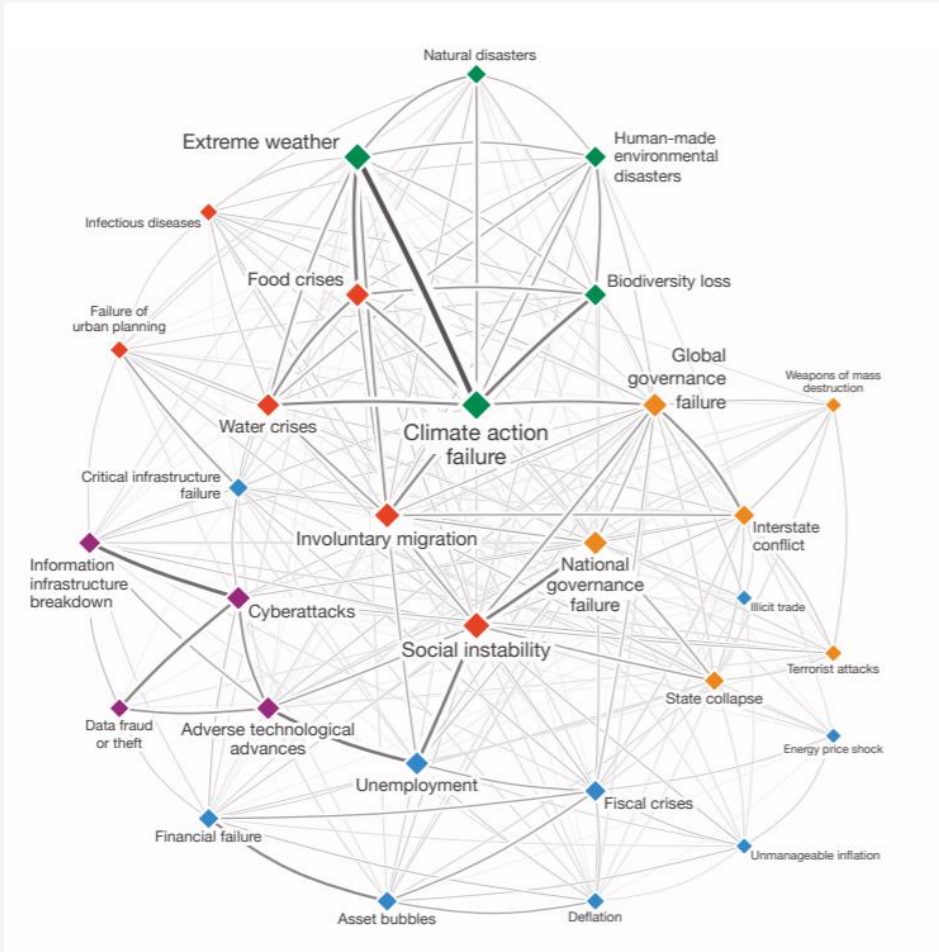 Natural disasters
Extreme weather
Human-made
environmental
disasters
Infectious diseases
Food crises
Biodiversity loss
Failure of
urban planning
Global
governance
failure
Weapons of mass
destruction
Water crises
Climate action
failure
Critical infrastructure
failure
Involuntary migration
Interstate
conflict
Information
infrastructure
breakdown
National
governance
failure
Cyberattacks
Illicit trade
Social instability
Terrorist attacks
State collapse
Data fraud
or theft
Adverse technological
advances
Energy price shock
Unemployment
Fiscal crises
Financial failure
Unmanageable inflation
Asset bubbles
Deflation